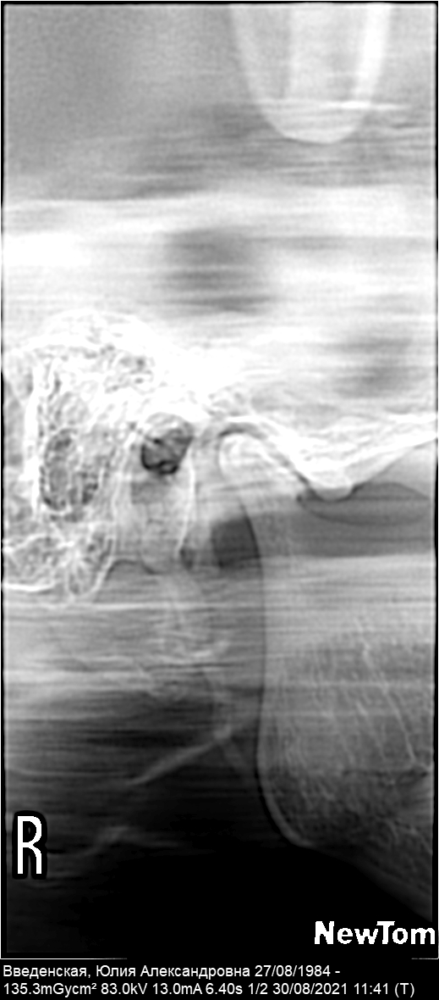 R
NewTom
Введенская, Юлия Александровна 27/08/1984 -
135.3mGycm² 83.0kV 13.0mA 6.40s 1/2 30/08/2021 11:41 (T)